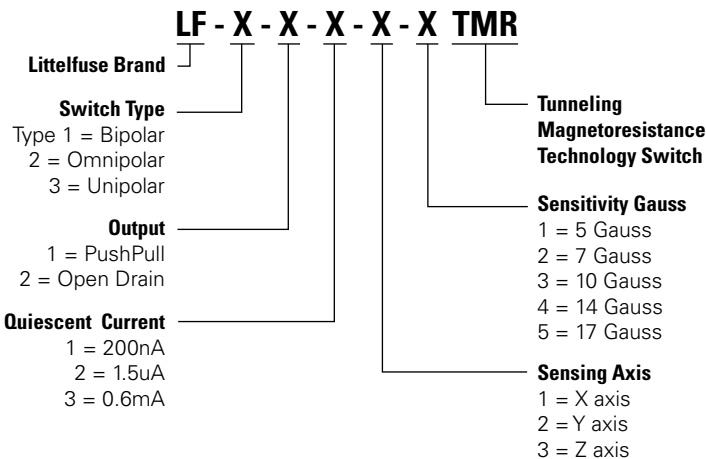 LF - X - X - X - X - X TMR
Littelfuse Brand
Switch Type
Type 1 = Bipolar
2 = Omnipolar
3 = Unipolar
Output
1 = PushPull
2 = Open Drain
Quiescent Current
1 = 200nA
2 = 1.5uA
3 = 0.6mA
Tunneling
Magnetoresistance
Technology Switch
Sensitivity Gauss
1 = 5 Gauss
2 = 7 Gauss
3 = 10 Gauss
4 = 14 Gauss
5 = 17 Gauss
Sensing Axis
1 = X axis
2 = Y axis
3 = Z axis